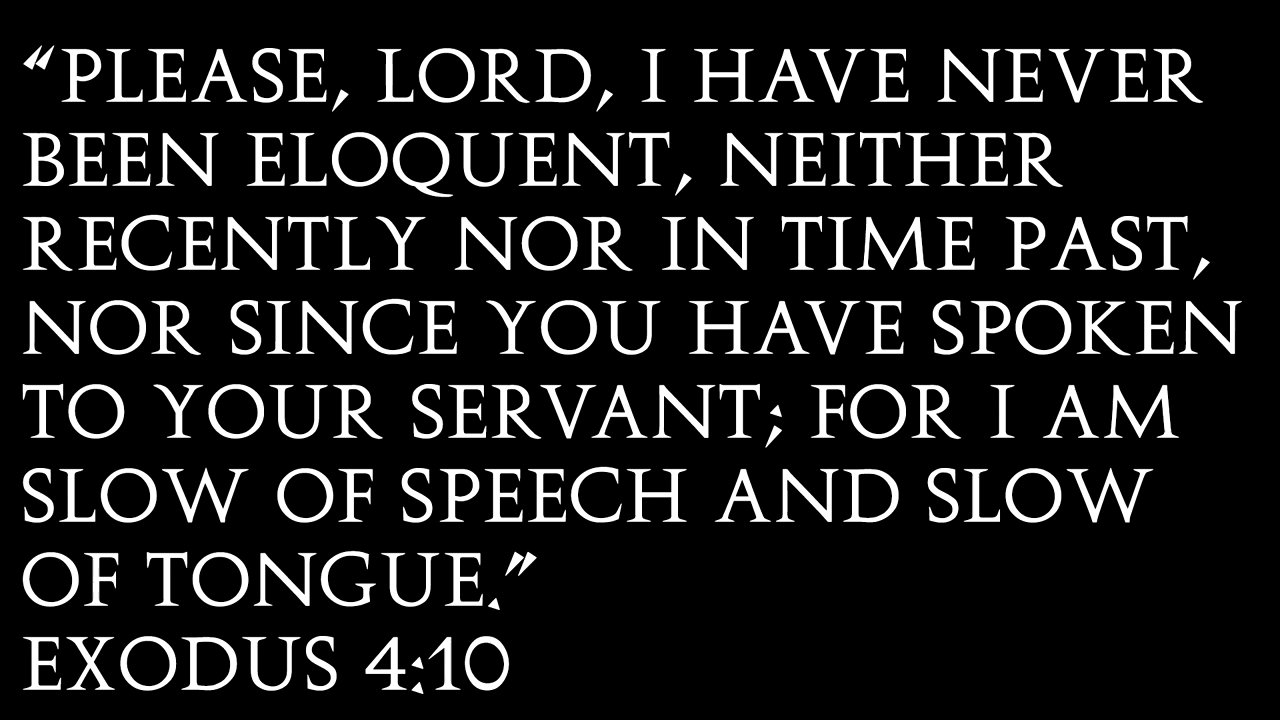 “PLEASE, LORD, I HAVE NEVER
BEEN ELOQUENT, NEITHER
RECENTLY NOR IN TIME PAST,
NOR SINCE YOU HAVE SPOKEN
TO YOUR SERVANT; FOR I AM
SLOW OF SPEECH AND SLOW
OF TONGUE.”
EXODUS 4:10